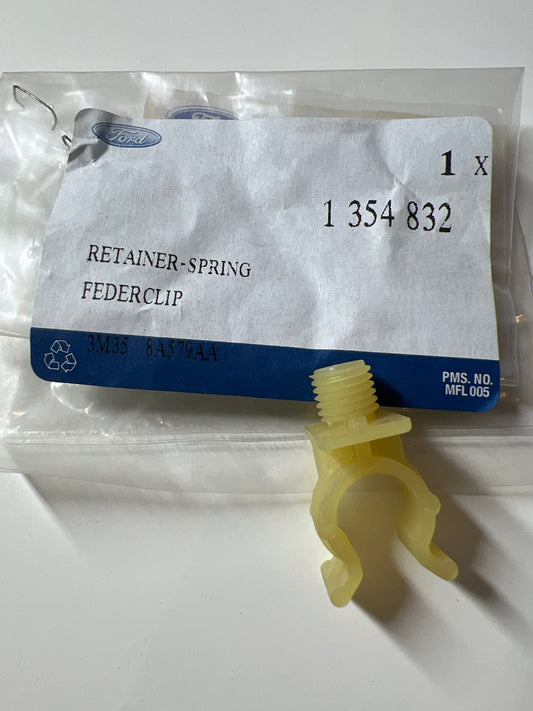 Ford
1 X
1 354 832
RETAINER-SPRING
FEDERCLIP
3M35 8A579AA
PMS. NO.
MFL 005